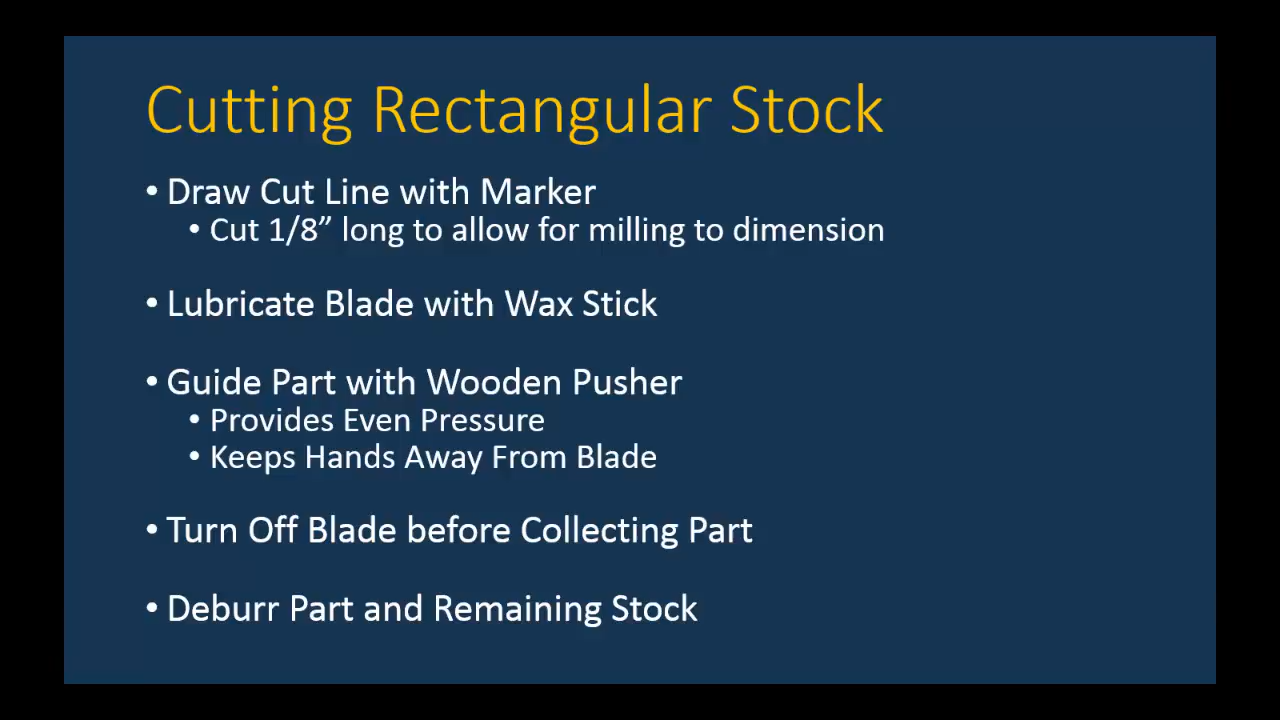 Cutting Rectangular Stock
• Draw Cut Line with Marker
• Cut 1/8” long to allow for milling to dimension
• Lubricate Blade with Wax Stick
• Guide Part with Wooden Pusher
• Provides Even Pressure
• Keeps Hands Away From Blade
• Turn Off Blade before Collecting Part
• Deburr Part and Remaining Stock